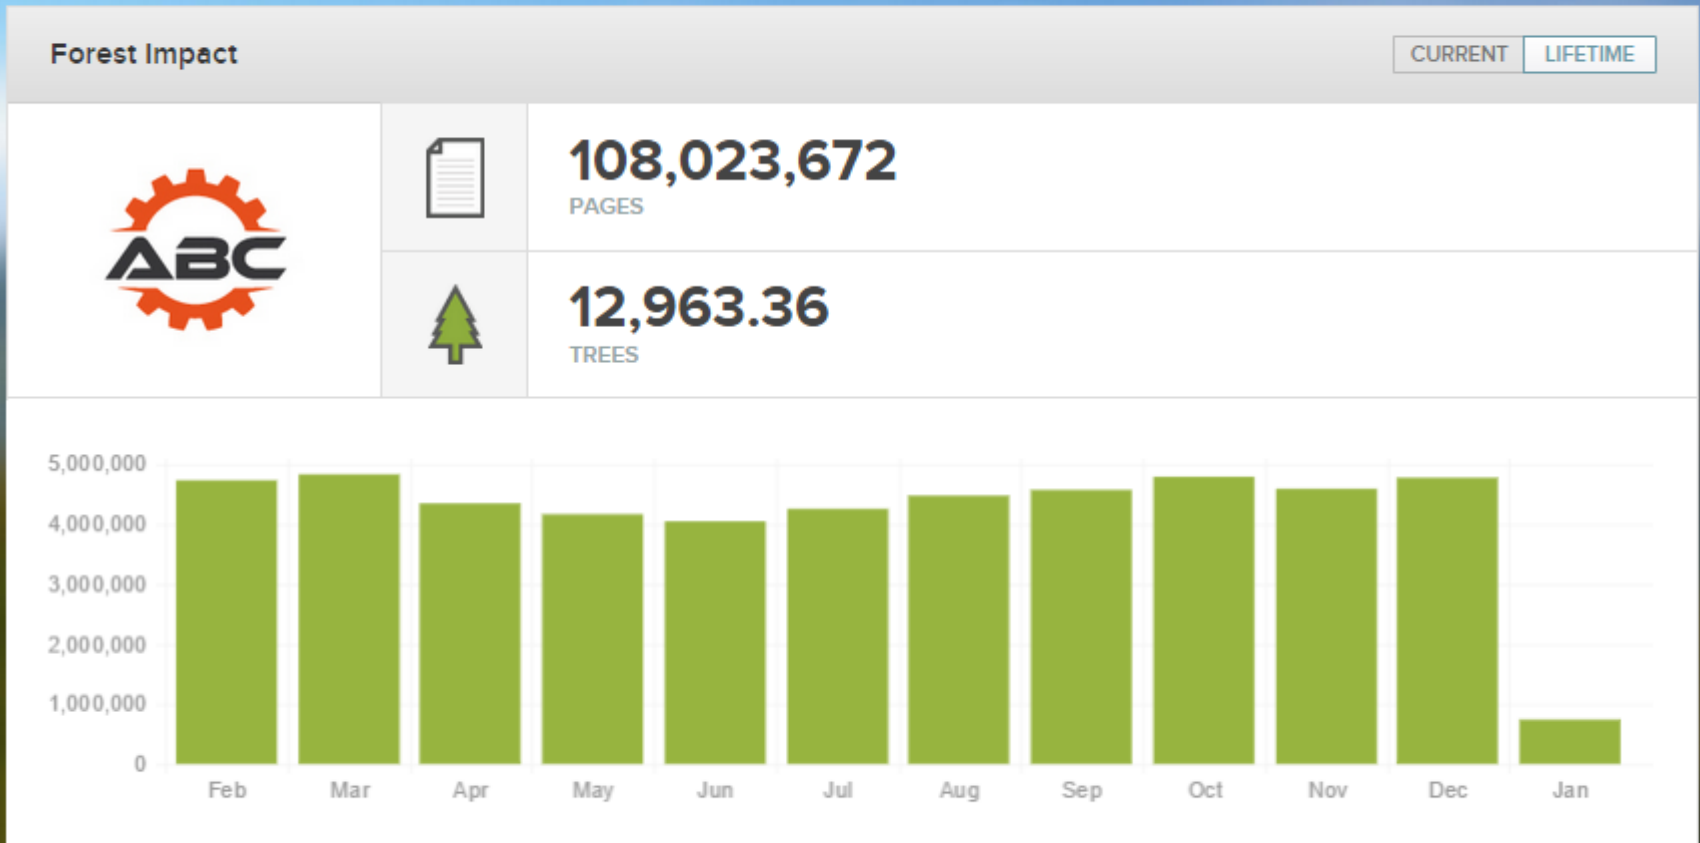 Forest Impact
CURRENT LIFETIME
ABC
108,023,672
PAGES
12,963.36
TREES
5,000,000
4,000,000
3,000,000
2,000,000
1,000,000
0
Feb Mar Apr May Jun Jul Aug Sep Oct Nov Dec Jan